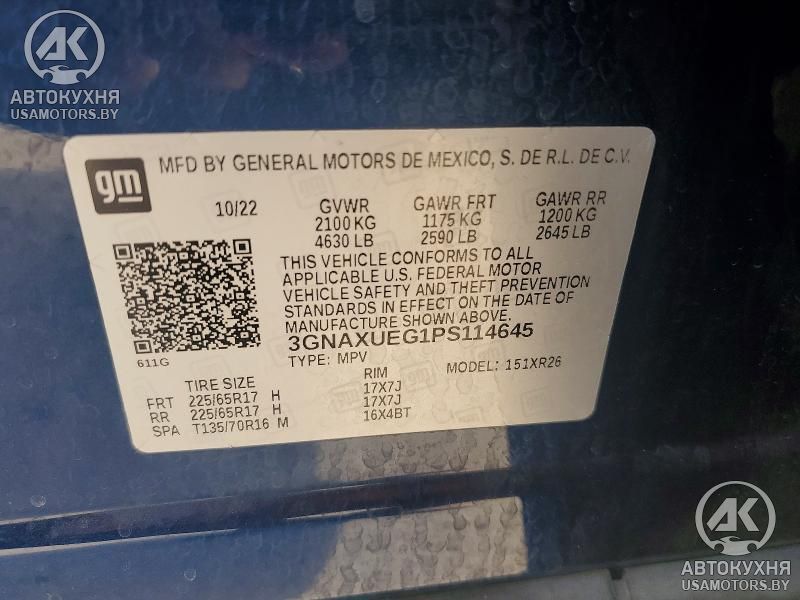 AK
АВТОКУХНЯ
USAMOTORS.BY
gm
MFD BY GENERAL MOTORS DE MEXICO, S. DE R.L. DE C.V.
10/22 GVWR GAWR FRT GAWR RR
2100 KG 1175 KG 1200 KG
4630 LB 2590 LB 2645 LB
THIS VEHICLE CONFORMS TO ALL
APPLICABLE U.S. FEDERAL MOTOR
VEHICLE SAFETY AND THEFT PREVENTION
STANDARDS IN EFFECT ON THE DATE OF
MANUFACTURE SHOWN ABOVE.
3GNAXUEG1PS114645
611G
TYPE: MPV
MODEL: 151XR26
TIRE SIZE RIM
FRT 225/65R17 H 17X7J
RR 225/65R17 H 17X7J
SPA T135/70R16 M 16X4BT
AK
АВТОКУХНЯ
USAMOTORS.BY